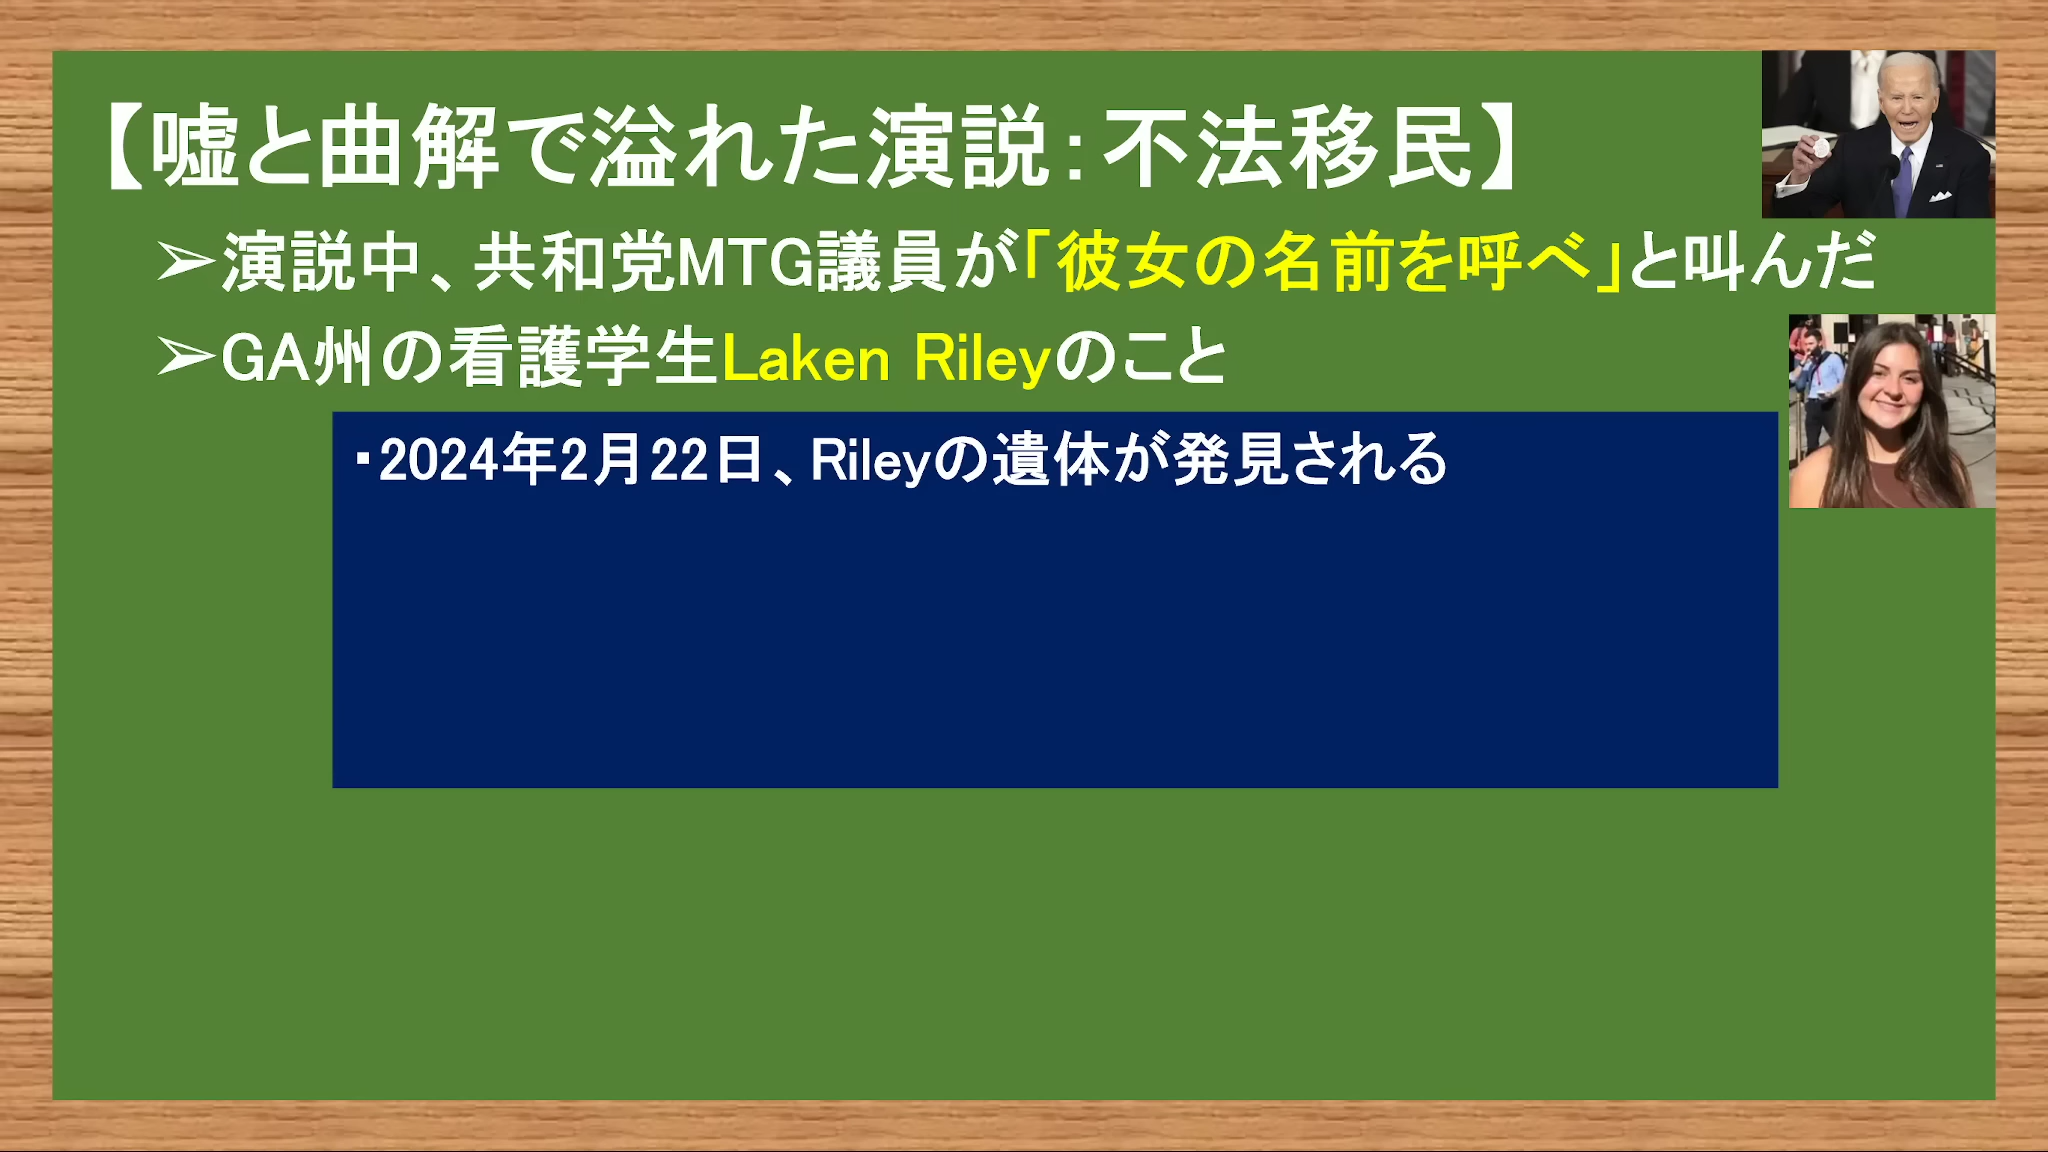 【嘘と曲解で溢れた演説：不法移民】
➢演説中、共和党MTG議員が「彼女の名前を呼べ」と叫んだ
➢GA州の看護学生Laken Rileyのこと
・2024年2月22日、Rileyの遺体が発見される